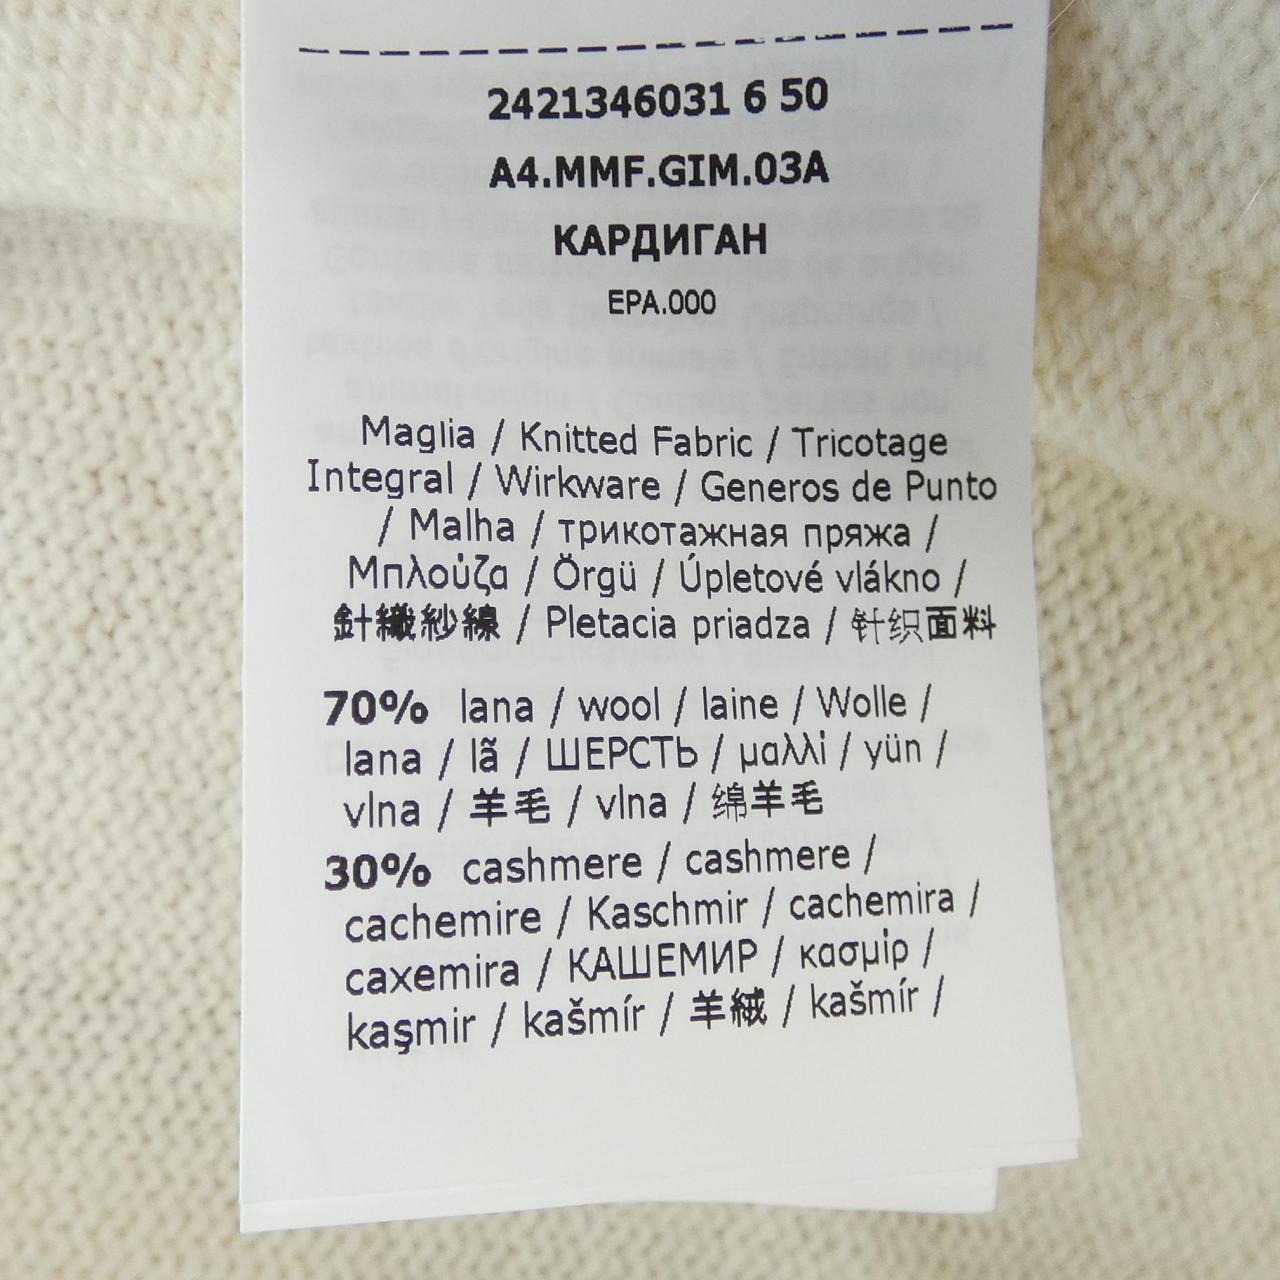 2421346031 6 50
A4.MMF.GIM.03A
КАРДИГАН
EPA.000
Maglia / Knitted Fabric / Tricotage
Integral / Wirkware / Generos de Punto
/ Malha / трикотажная пряжа /
Μπλούζα / Örgü / Úpletové vlákno /
針織紗線 / Pletacia priadza / 针织面料
70% lana / wool / laine / Wolle /
lana / lã / ШЕРСТЬ / μαλλί / yün /
vlna / 羊毛 / vlna / 绵羊毛
30% cashmere / cashmere /
cachemire / Kaschmir / cachemira /
caxemira / КАШЕМИР / κασμίρ /
kaşmir / kašmír / 羊絨 / kašmír /